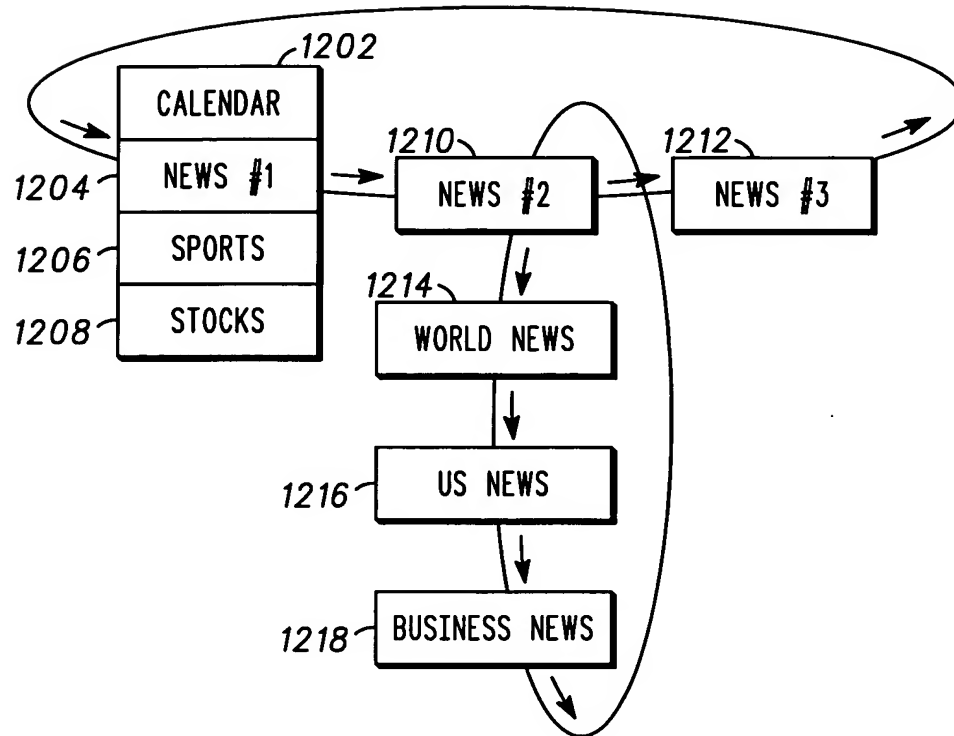 1202
CALENDAR
1204
NEWS #1
1210
NEWS #2
1212
NEWS #3
1206
SPORTS
1208
STOCKS
1214
WORLD NEWS
1216
US NEWS
1218
BUSINESS NEWS